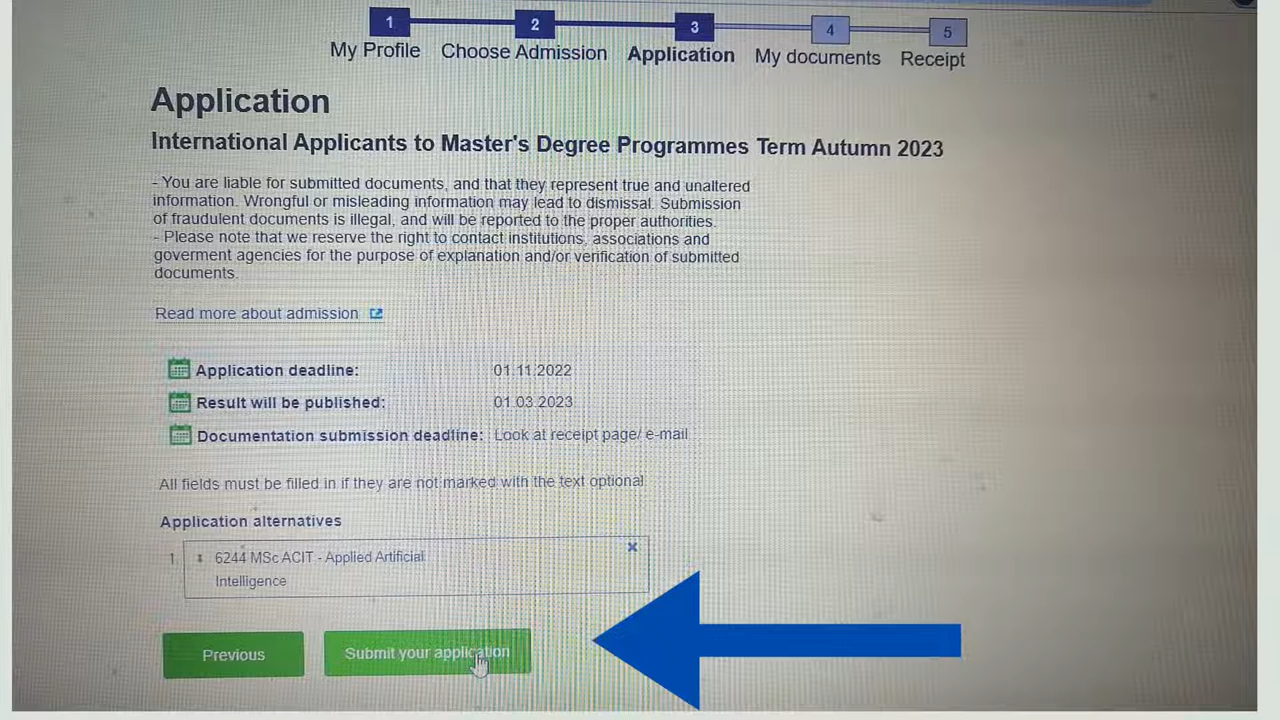 1 2 3 4 5
My Profile Choose Admission Application My documents Receipt
Application
International Applicants to Master's Degree Programmes Term Autumn 2023
- You are liable for submitted documents, and that they represent true and unaltered
information. Wrongful or misleading information may lead to dismissal. Submission
of fraudulent documents is illegal, and will be reported to the proper authorities.
- Please note that we reserve the right to contact institutions, associations and
goverment agencies for the purpose of explanation and/or verification of submitted
documents.
Read more about admission
Application deadline: 01.11.2022
Result will be published: 01.03.2023
Documentation submission deadline: Look at receipt page/ e-mail
All fields must be filled in if they are not marked with the text optional.
Application alternatives
1. 6244 MSc ACIT - Applied Artificial
Intelligence
Previous Submit your application